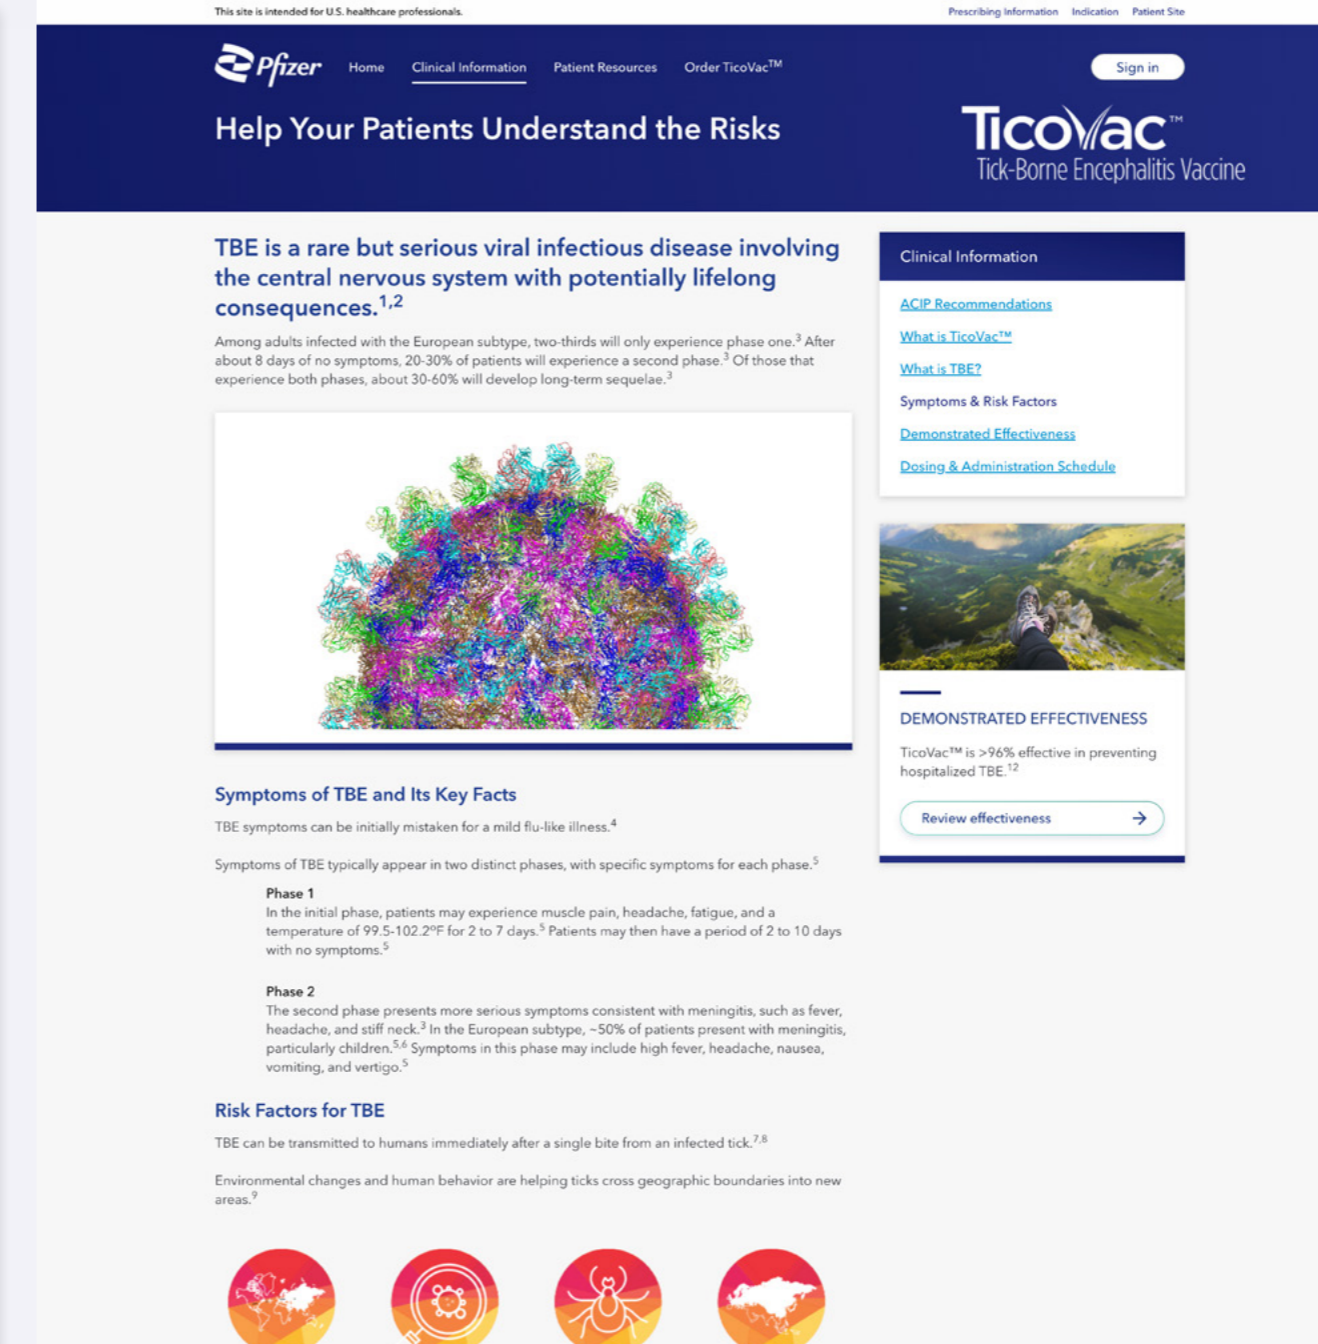 This site is intended for U.S. healthcare professionals.
Prescribing Information Indication Patient Site
Pfizer Home Clinical Information Patient Resources Order TicoVac™ Sign in
Help Your Patients Understand the Risks
TicoVac™
Tick-Borne Encephalitis Vaccine
TBE is a rare but serious viral infectious disease involving
the central nervous system with potentially lifelong
consequences.1,2
Among adults infected with the European subtype, two-thirds will only experience phase one.3 After
about 8 days of no symptoms, 20-30% of patients will experience a second phase.3 Of those that
experience both phases, about 30-60% will develop long-term sequelae.3
Symptoms of TBE and Its Key Facts
TBE symptoms can be initially mistaken for a mild flu-like illness.4
Symptoms of TBE typically appear in two distinct phases, with specific symptoms for each phase.5
Phase 1
In the initial phase, patients may experience muscle pain, headache, fatigue, and a
temperature of 99.5-102.2ºF for 2 to 7 days.5 Patients may then have a period of 2 to 10 days
with no symptoms.5
Phase 2
The second phase presents more serious symptoms consistent with meningitis, such as fever,
headache, and stiff neck.3 In the European subtype, ~50% of patients present with meningitis,
particularly children.5,6 Symptoms in this phase may include high fever, headache, nausea,
vomiting, and vertigo.5
Risk Factors for TBE
TBE can be transmitted to humans immediately after a single bite from an infected tick.7,8
Environmental changes and human behavior are helping ticks cross geographic boundaries into new
areas.9
Clinical Information
ACIP Recommendations
What is TicoVac™
What is TBE?
Symptoms & Risk Factors
Demonstrated Effectiveness
Dosing & Administration Schedule
DEMONSTRATED EFFECTIVENESS
TicoVac™ is >96% effective in preventing
hospitalized TBE.12
Review effectiveness